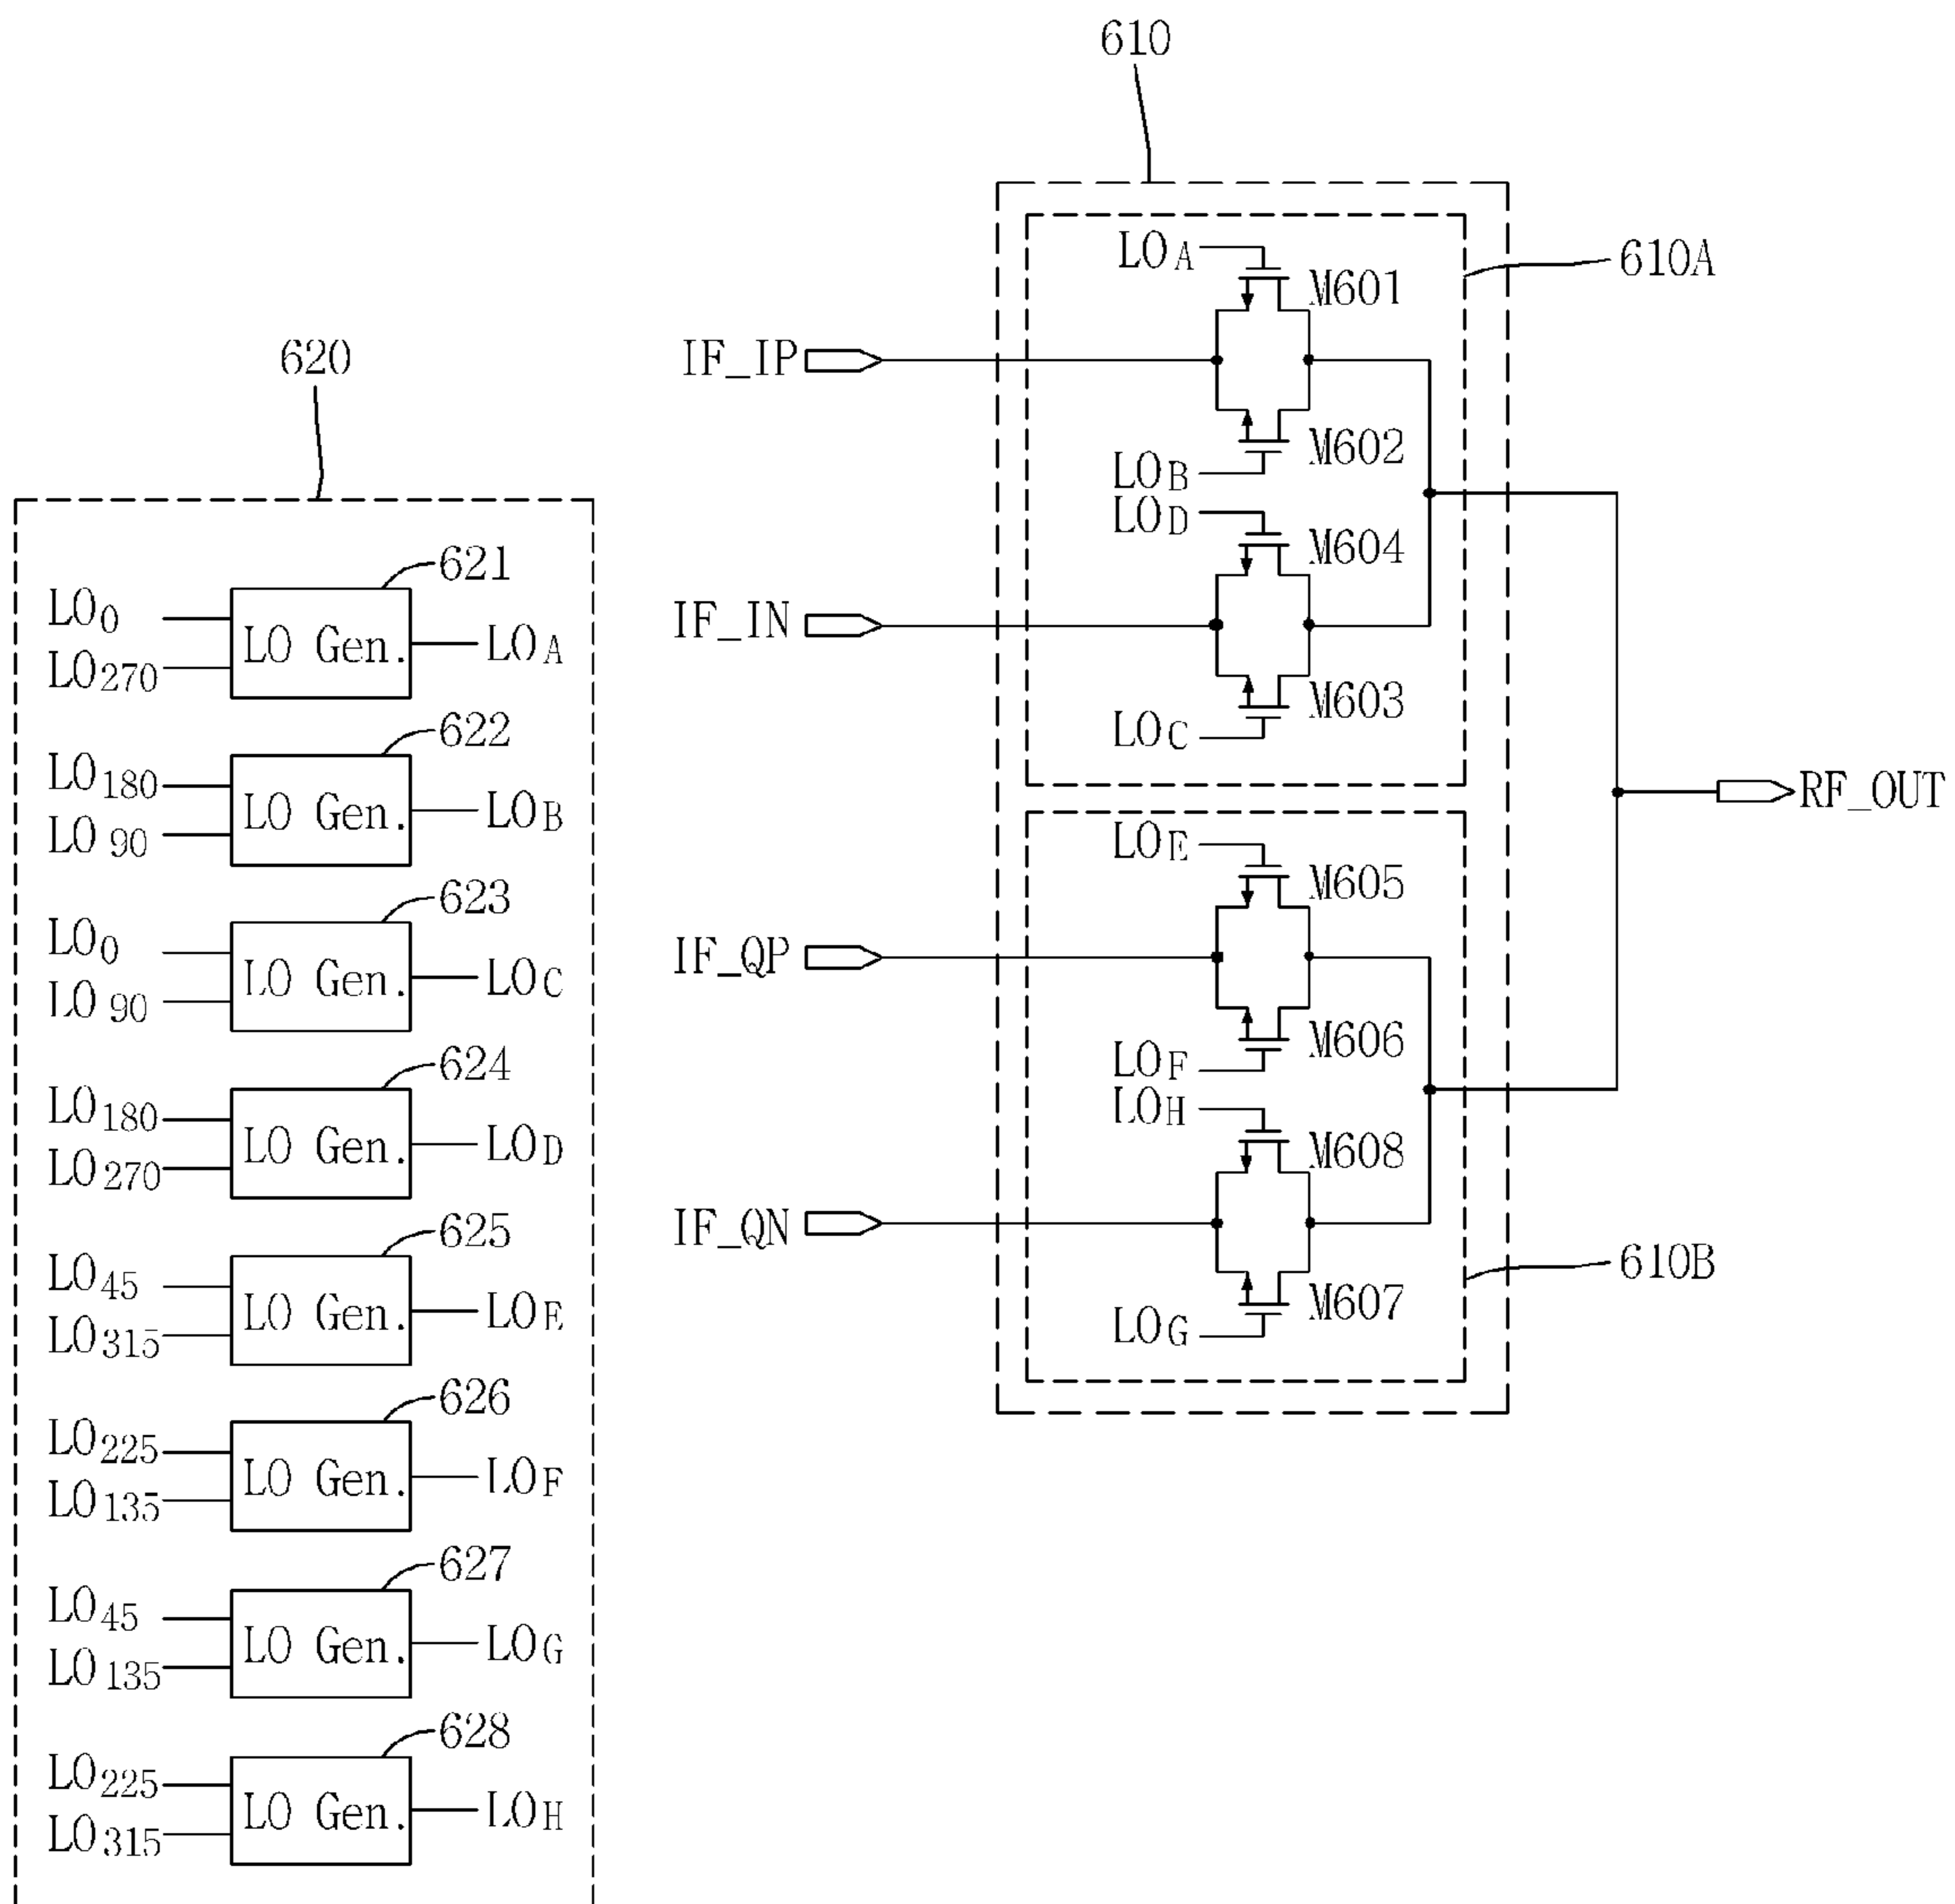 620
LO0
LO270
LO Gen.
621
LOA
LO180
LO90
LO Gen.
622
LOB
LO0
LO90
LO Gen.
623
LOC
LO180
LO270
LO Gen.
624
LOD
LO45
LO315
LO Gen.
625
LOE
LO225
LO135
LO Gen.
626
LOF
LO45
LO135
LO Gen.
627
LOG
LO225
LO315
LO Gen.
628
LOH
610
610A
LOA
M601
IF_IP
M602
LOB
LOD
M604
IF_IN
M603
LOC
RF_OUT
LOE
M605
IF_QP
M606
LOF
LOH
M608
IF_QN
M607
LOG
610B